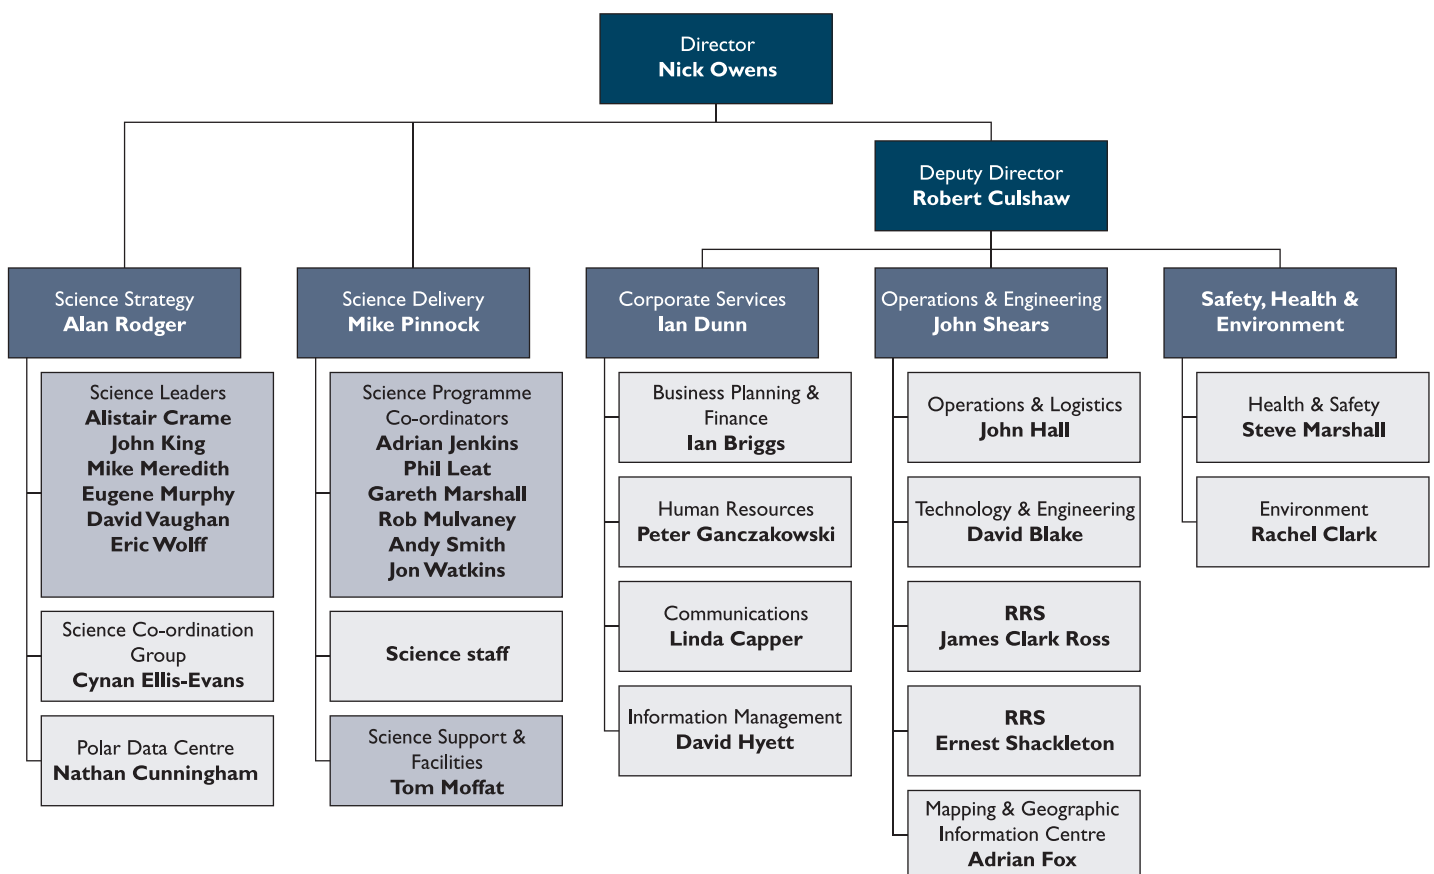 Director
Nick Owens
Deputy Director
Robert Culshaw
Science Strategy
Alan Rodger
Science Leaders
Alistair Crame
John King
Mike Meredith
Eugene Murphy
David Vaughan
Eric Wolff
Science Co-ordination
Group
Cynan Ellis-Evans
Polar Data Centre
Nathan Cunningham
Science Delivery
Mike Pinnock
Science Programme
Co-ordinators
Adrian Jenkins
Phil Leat
Gareth Marshall
Rob Mulvaney
Andy Smith
Jon Watkins
Science staff
Science Support &
Facilities
Tom Moffat
Corporate Services
Ian Dunn
Business Planning &
Finance
Ian Briggs
Human Resources
Peter Ganczakowski
Communications
Linda Capper
Information Management
David Hyett
Operations & Engineering
John Shears
Operations & Logistics
John Hall
Technology & Engineering
David Blake
RRS
James Clark Ross
RRS
Ernest Shackleton
Mapping & Geographic
Information Centre
Adrian Fox
Safety, Health &
Environment
Health & Safety
Steve Marshall
Environment
Rachel Clark